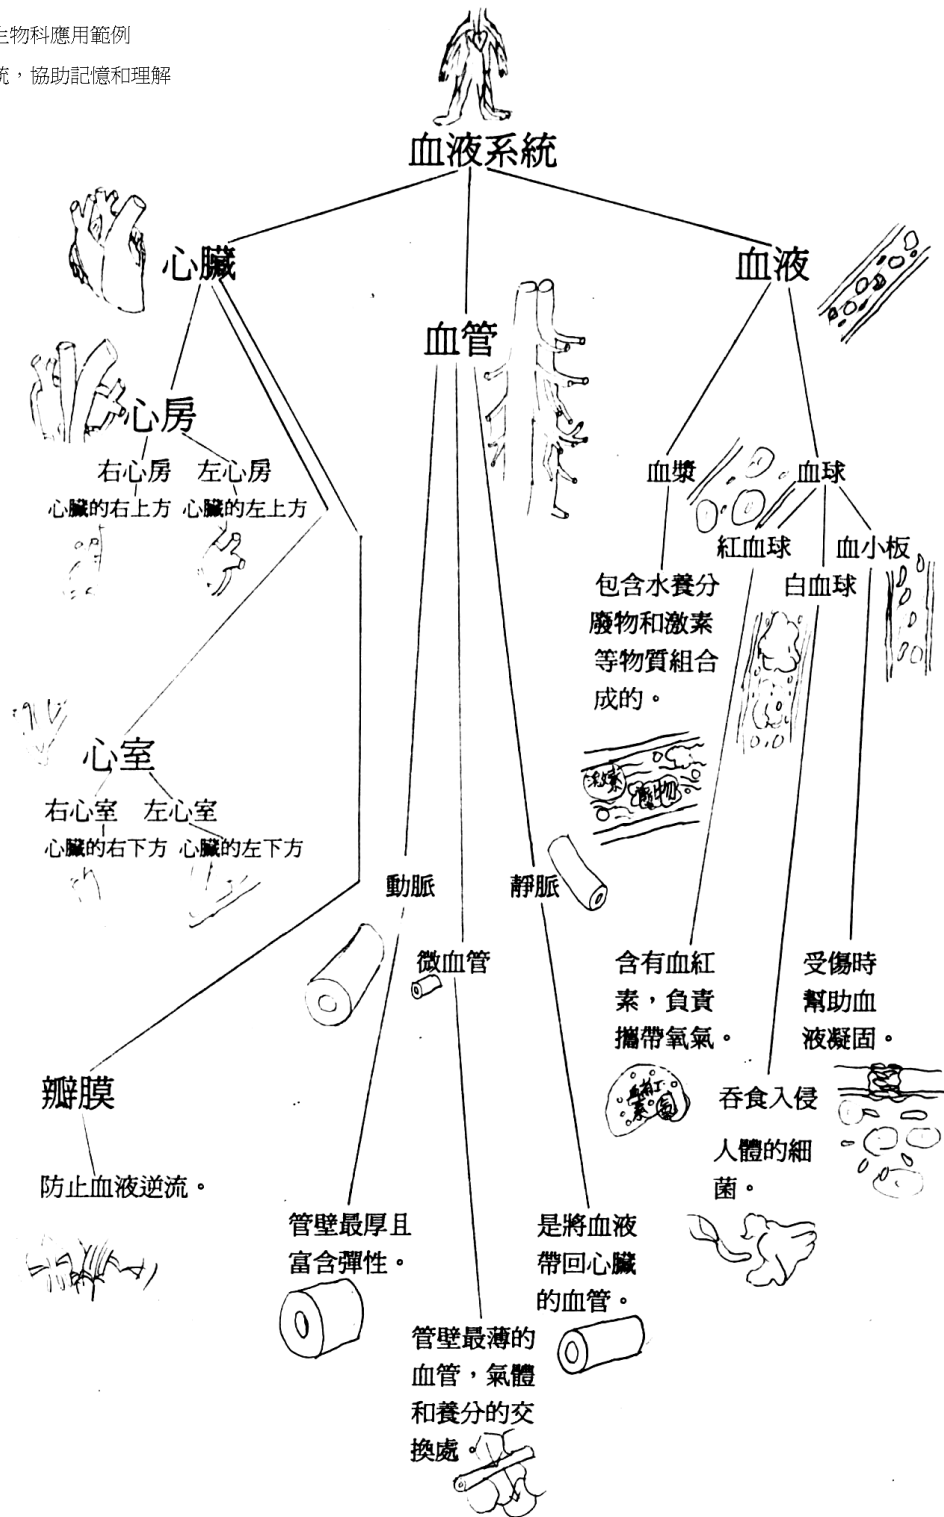 生物科應用範例
統，協助記憶和理解
血液系統
心臟
血液
血管
心房
右心房 左心房
心臟的右上方 心臟的左上方
血漿
血球
紅血球
血小板
白血球
包含水養分
廢物和激素
等物質組合
成的。
激素
廢物
心室
右心室 左心室
心臟的右下方 心臟的左下方
動脈
靜脈
微血管
含有血紅
素，負責
攜帶氧氣。
受傷時
幫助血
液凝固。
血紅
素
氧
瓣膜
防止血液逆流。
吞食入侵
人體的細
菌。
管壁最厚且
富含彈性。
是將血液
帶回心臟
的血管。
管壁最薄的
血管，氣體
和養分的交
換處。